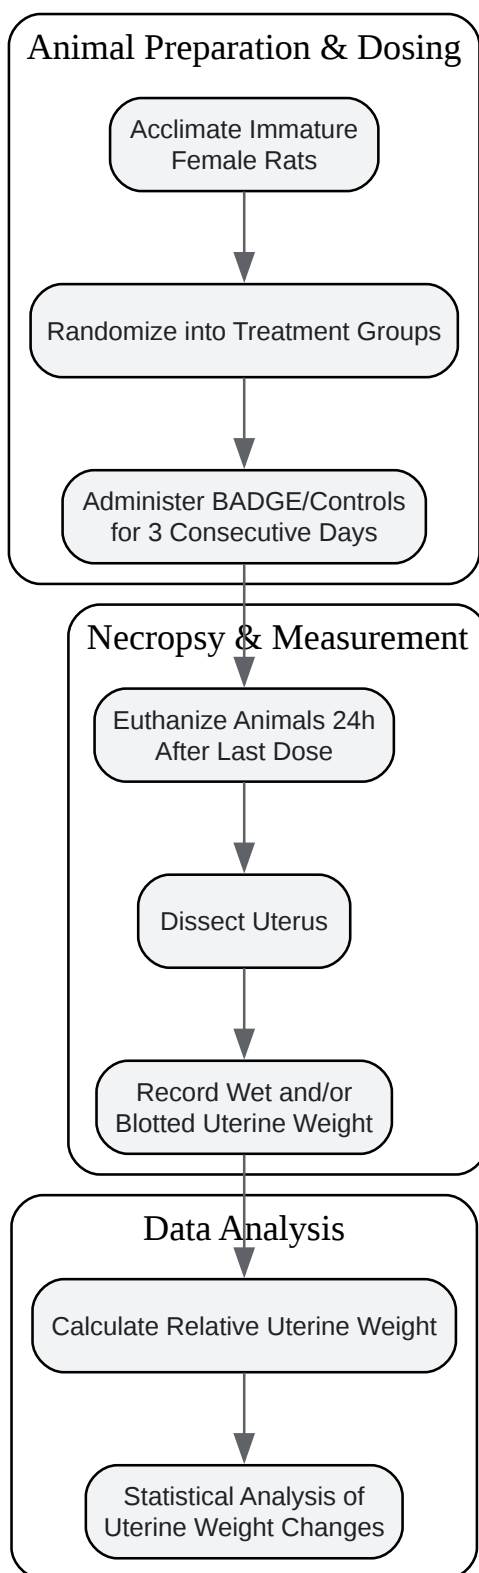 Animal Preparation & Dosing
Acclimate Immature
Female Rats
Randomize into Treatment Groups
Administer BADGE/Controls
for 3 Consecutive Days
Necropsy & Measurement
Euthanize Animals 24h
After Last Dose
Dissect Uterus
Record Wet and/or
Blotted Uterine Weight
Data Analysis
Calculate Relative Uterine Weight
Statistical Analysis of
Uterine Weight Changes